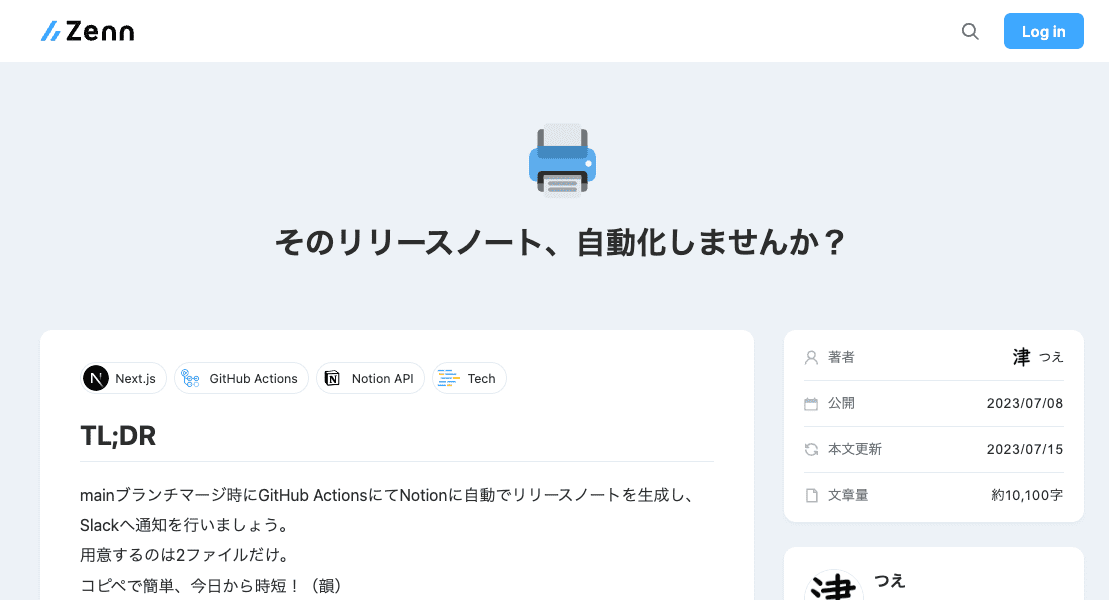 Zenn
Log in
そのリリースノート、自動化しませんか？
Next.js
GitHub Actions
Notion API
Tech
TL;DR
mainブランチマージ時にGitHub ActionsにてNotionに自動でリリースノートを生成し、
Slackへ通知を行いましょう。
用意するのは2ファイルだけ。
コピペで簡単、今日から時短！（韻）
著者
津 つえ
公開
2023/07/08
本文更新
2023/07/15
文章量
約10,100字
津
つえ